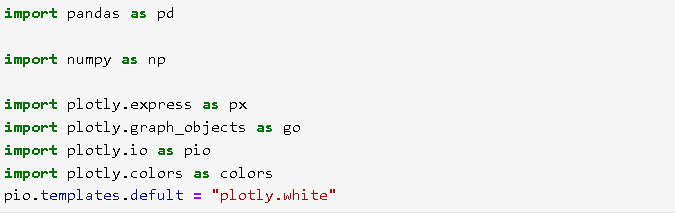 import pandas as pd
import numpy as np
import plotly.express as px
import plotly.graph_objects as go
import plotly.io as pio
import plotly.colors as colors
pio.templates.defult = "plotly.white"